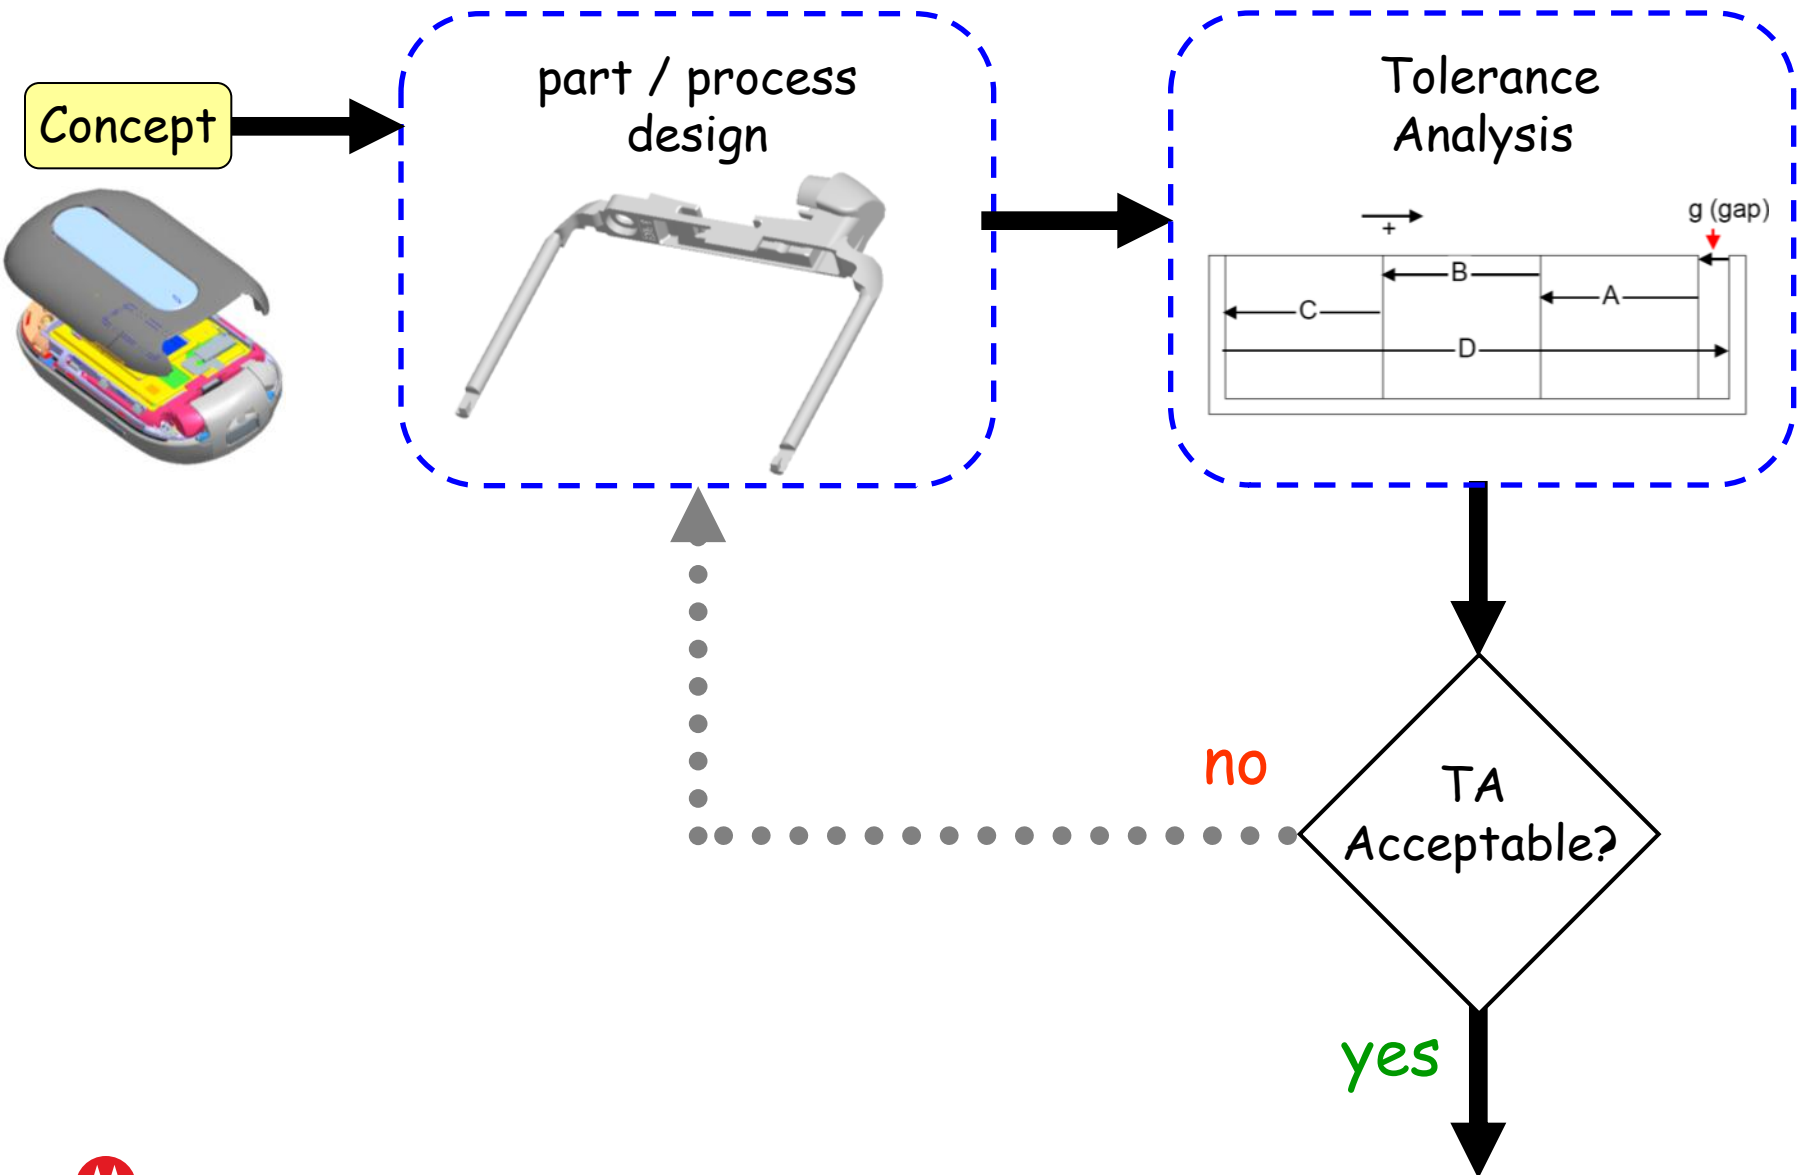 Concept
part / process
design
Tolerance
Analysis
+
g (gap)
B
A
C
D
no
TA
Acceptable?
yes